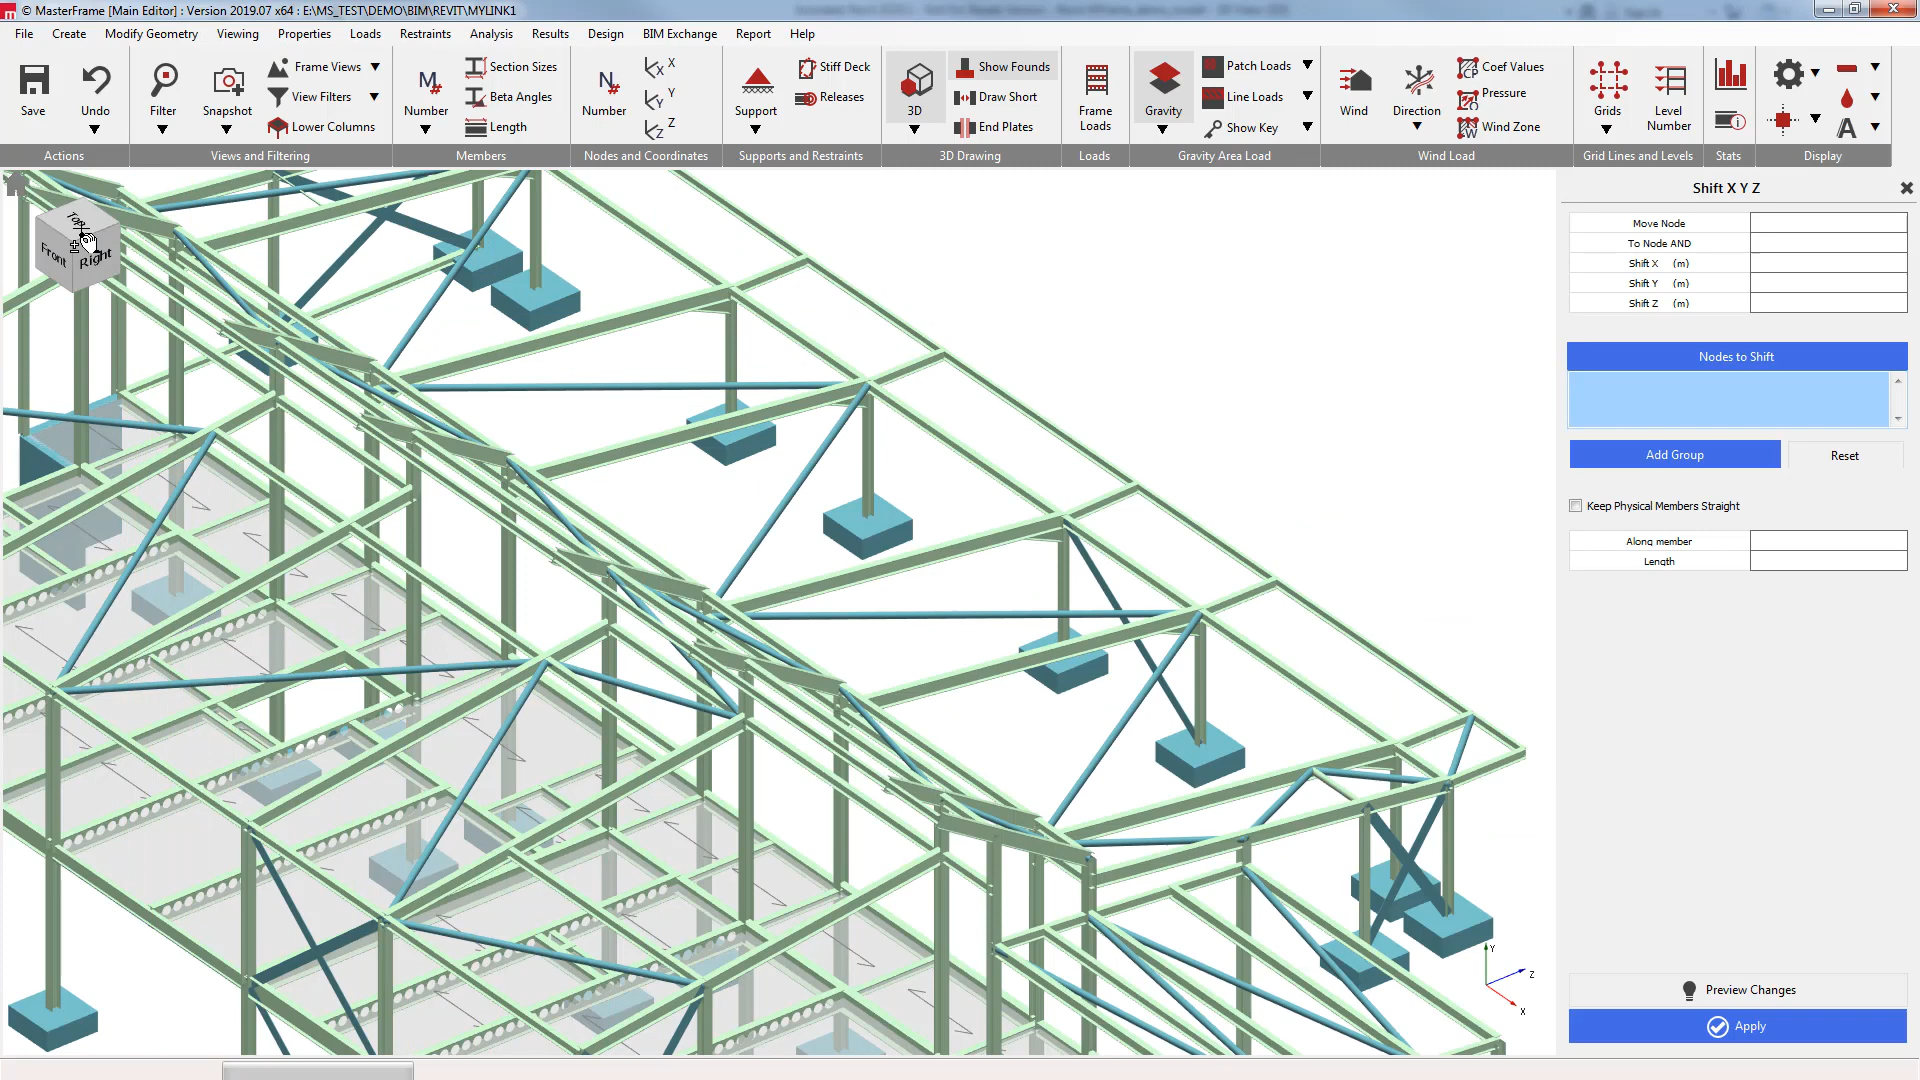 © MasterFrame [Main Editor] : Version 2019.07 x64 : E:\MS_TEST\DEMO\BIM\REVIT\MYLINK1
File Create Modify Geometry Viewing Properties Loads Restraints Analysis Results Design BIM Exchange Report Help
Save
Undo
Actions
Filter
Snapshot
Frame Views
View Filters
Lower Columns
Views and Filtering
M#
Number
Section Sizes
Beta Angles
Length
Members
N#
Number
X X
Y Y
Z Z
Nodes and Coordinates
Support
Stiff Deck
Releases
Supports and Restraints
3D
Show Founds
Draw Short
End Plates
3D Drawing
Frame
Loads
Loads
Gravity
Patch Loads
Line Loads
Show Key
Gravity Area Load
Wind
Direction
Coef Values
Pressure
Wind Zone
Wind Load
Grids
Level
Number
Grid Lines and Levels
Stats
A
Display
Top
Front
Right
Y
Z
X
Shift X Y Z
Move Node
To Node AND
Shift X (m)
Shift Y (m)
Shift Z (m)
Nodes to Shift
Add Group
Reset
Keep Physical Members Straight
Along member
Length
Preview Changes
Apply